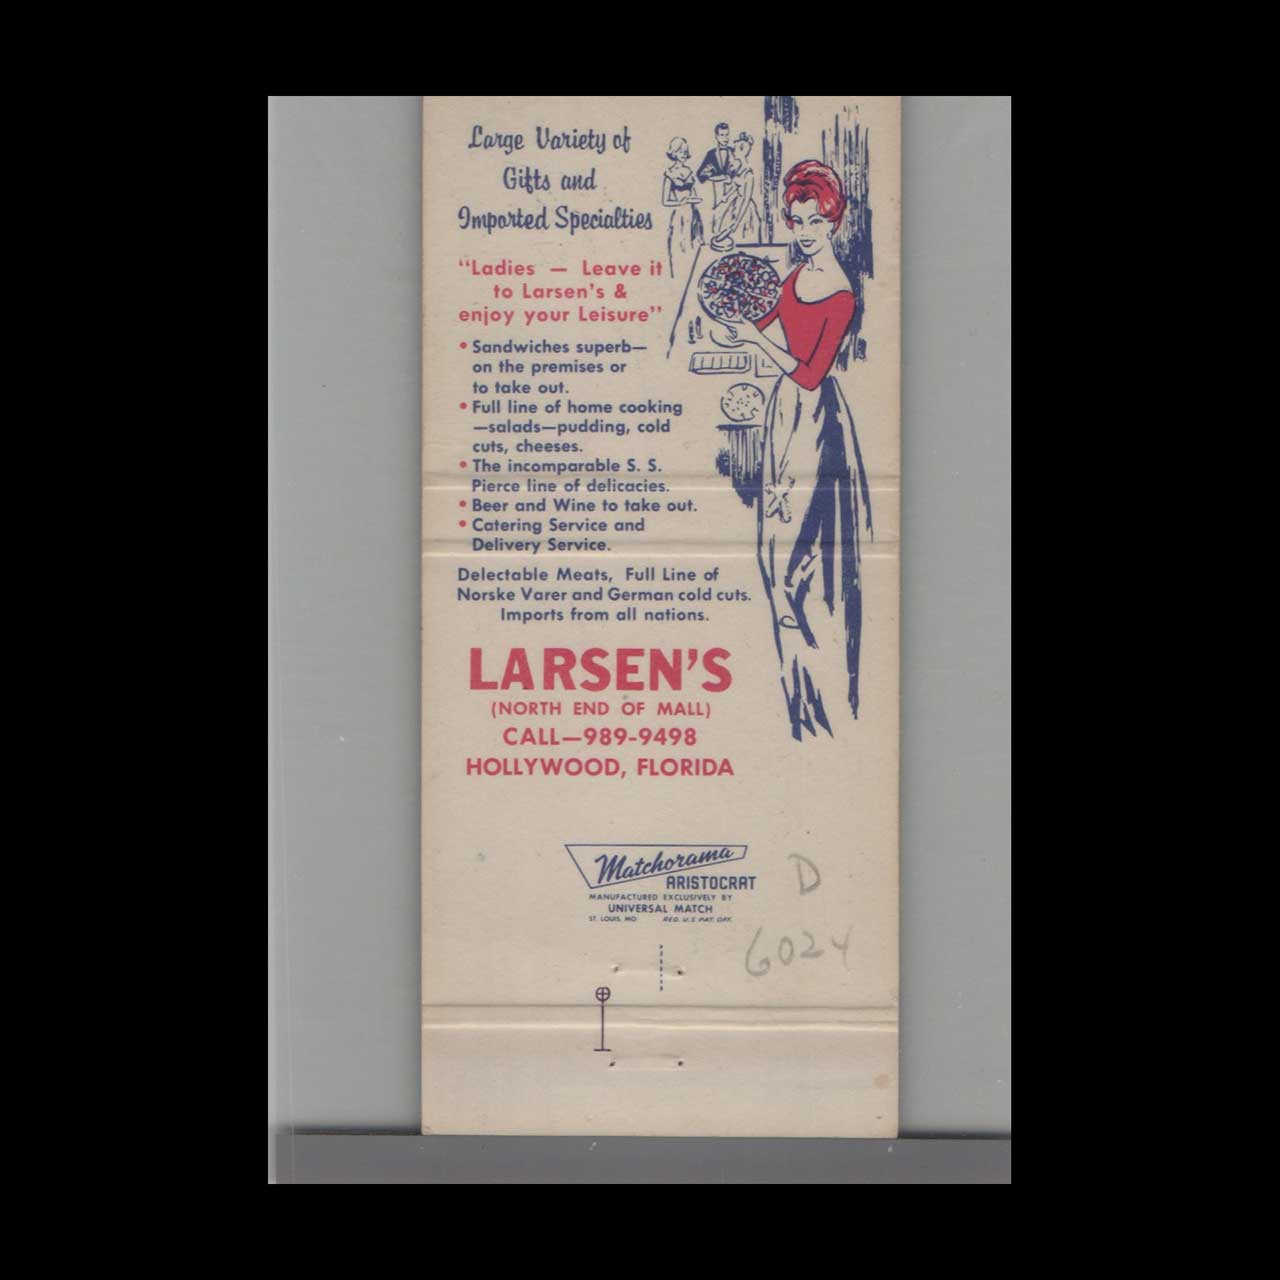 Large Variety of
Gifts and
Imported Specialties
"Ladies — Leave it
to Larsen's &
enjoy your Leisure"
• Sandwiches superb—
on the premises or
to take out.
• Full line of home cooking
—salads—pudding, cold
cuts, cheeses.
• The incomparable S. S.
Pierce line of delicacies.
• Beer and Wine to take out.
• Catering Service and
Delivery Service.
Delectable Meats, Full Line of
Norske Varer and German cold cuts.
Imports from all nations.
LARSEN'S
(NORTH END OF MALL)
CALL—989-9498
HOLLYWOOD, FLORIDA
Matchorama
ARISTOCRAT
MANUFACTURED EXCLUSIVELY BY
UNIVERSAL MATCH
ST. LOUIS, MO. REG. U.S. PAT. OFF.
D
6024